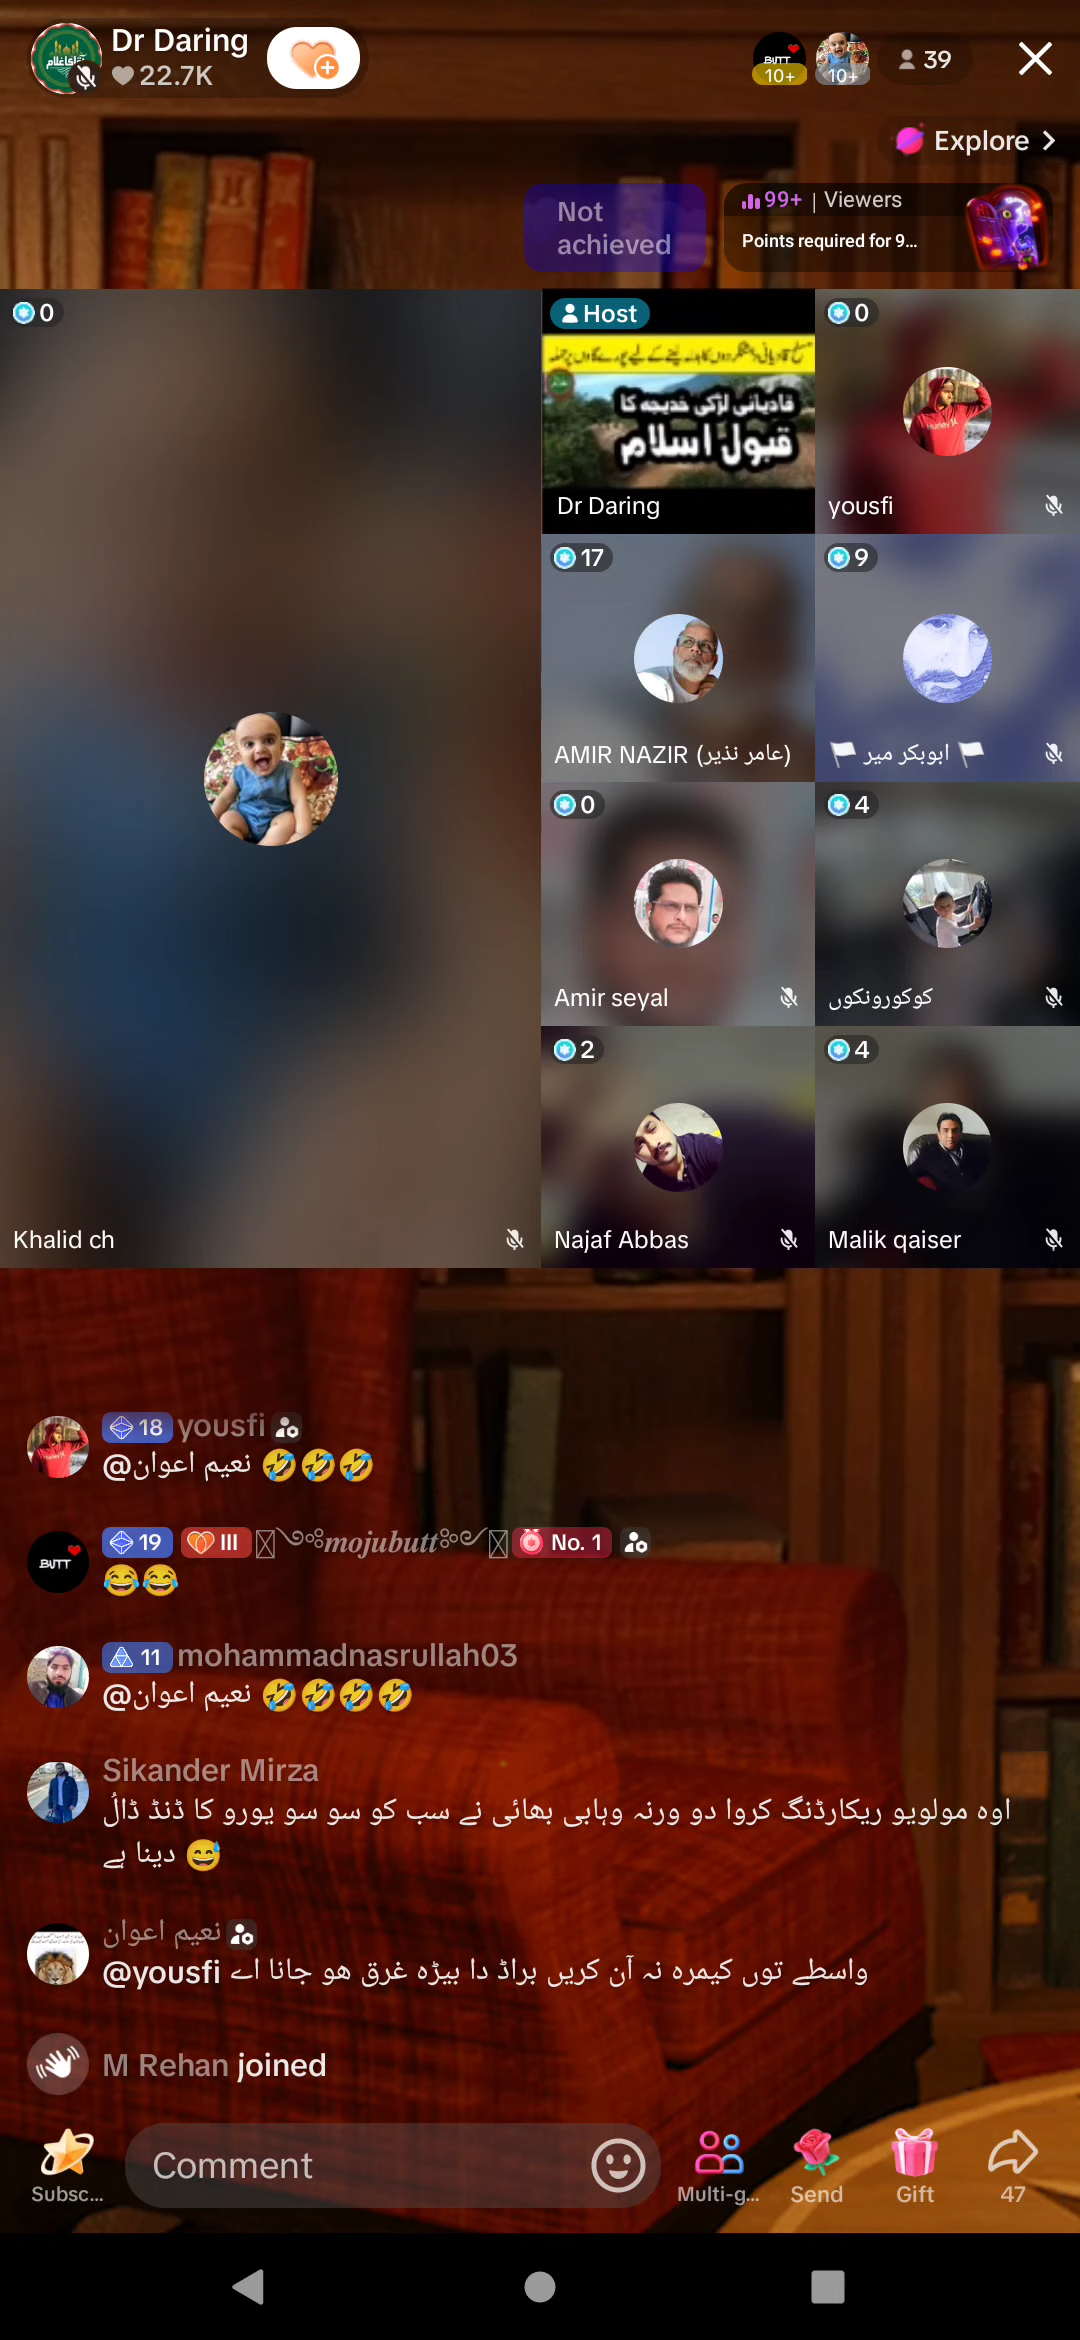 Dr Daring
22.7K
10+
10+
39
Explore
Not
achieved
99+ | Viewers
Points required for 9...
0
Host
قادیانی لڑکی خدیجہ کا
قبول اسلام
Dr Daring
0
yousfi
17
AMIR NAZIR (عامر نذیر)
9
🏳️ ابوبکر میر 🏳️
0
Amir seyal
4
کوکورونکوں
Khalid ch
2
Najaf Abbas
4
Malik qaiser
18 yousfi
@نعیم اعوان 🤣🤣🤣
BUTT
19 III mojubutt No. 1
😂😂
11 mohammadnasrullah03
@نعیم اعوان 🤣🤣🤣🤣
Sikander Mirza
اوہ مولویو ریکارڈنگ کروا دو ورنہ وہابی بھائی نے سب کو سو سو یورو کا ڈنڈ ڈالُ
دینا ہے 😅
نعیم اعوان
@yousfi واسطے توں کیمرہ نہ آن کریں براڈ دا بیڑہ غرق ھو جانا اے
M Rehan joined
Comment
Subsc...
Multi-g...
Send
Gift
47